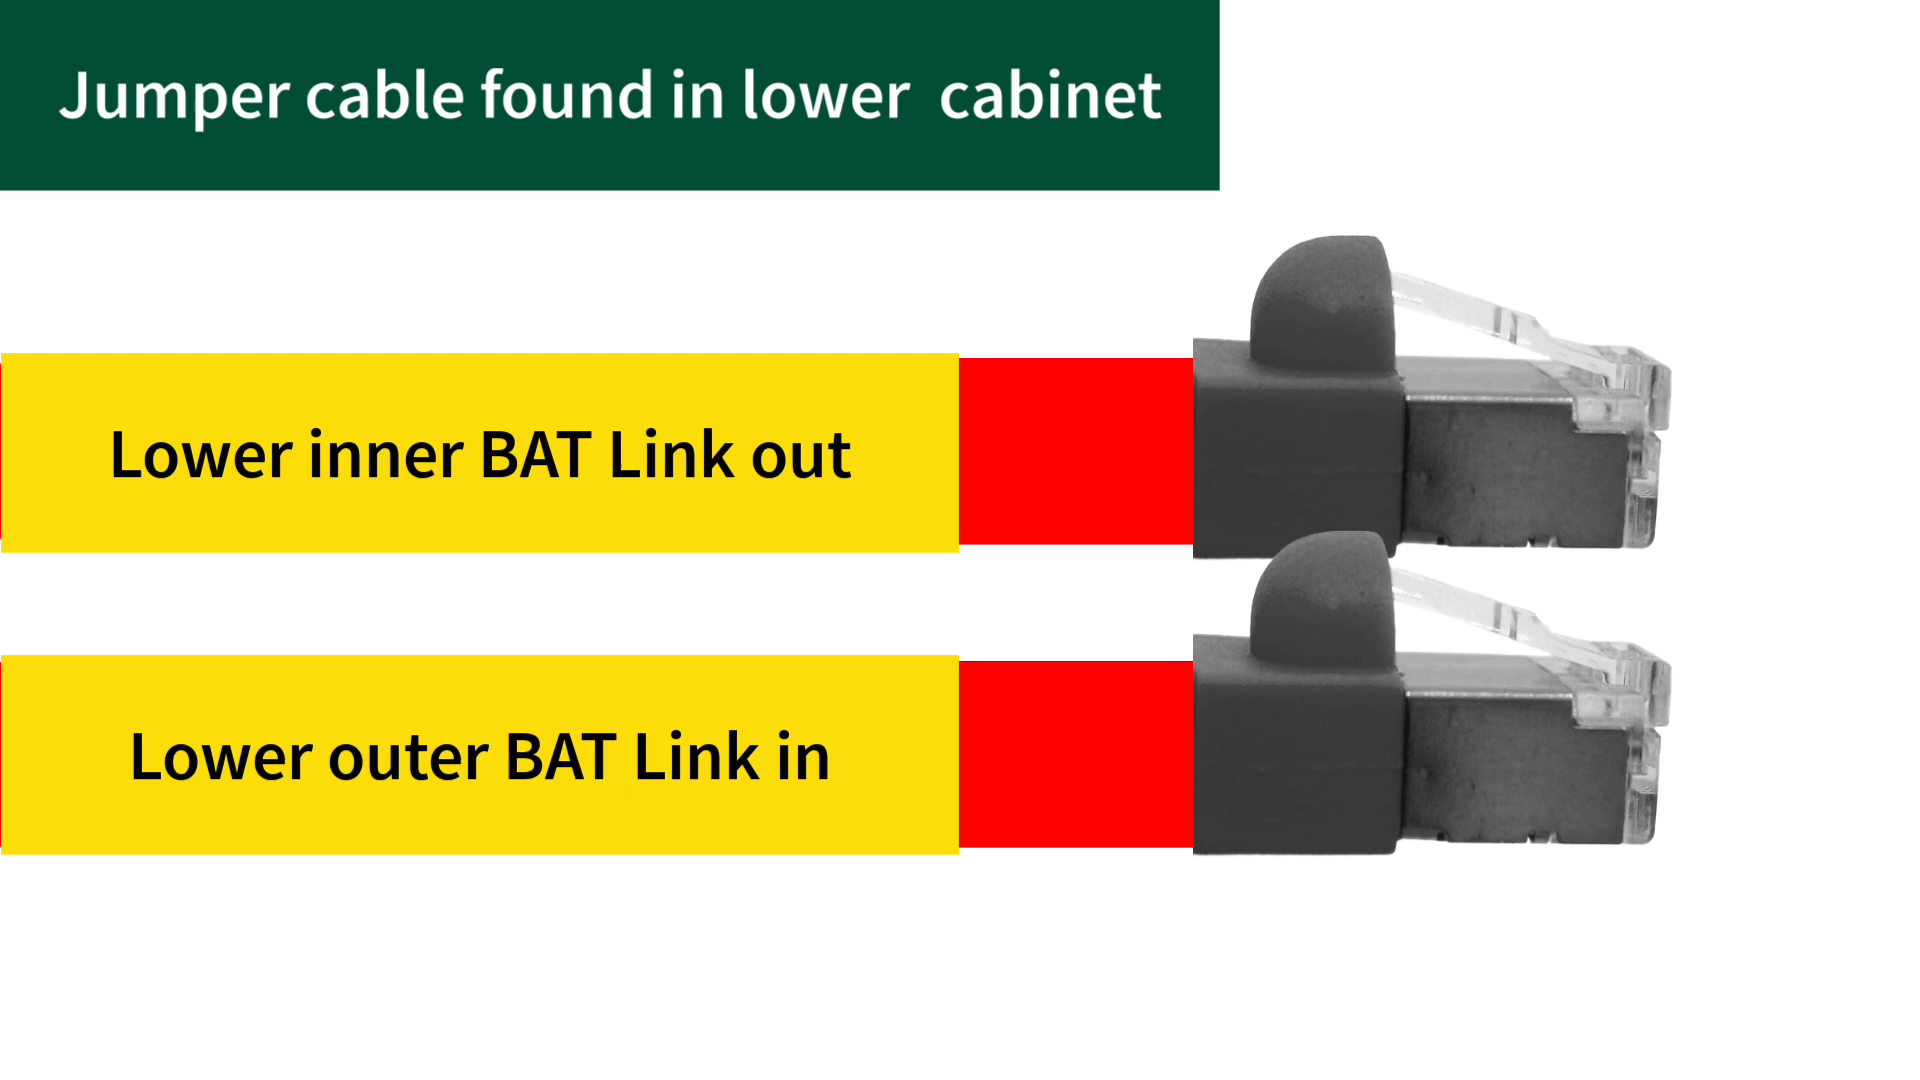 Jumper cable found in lower  cabinet
Lower inner BAT Link out
Lower outer BAT Link in